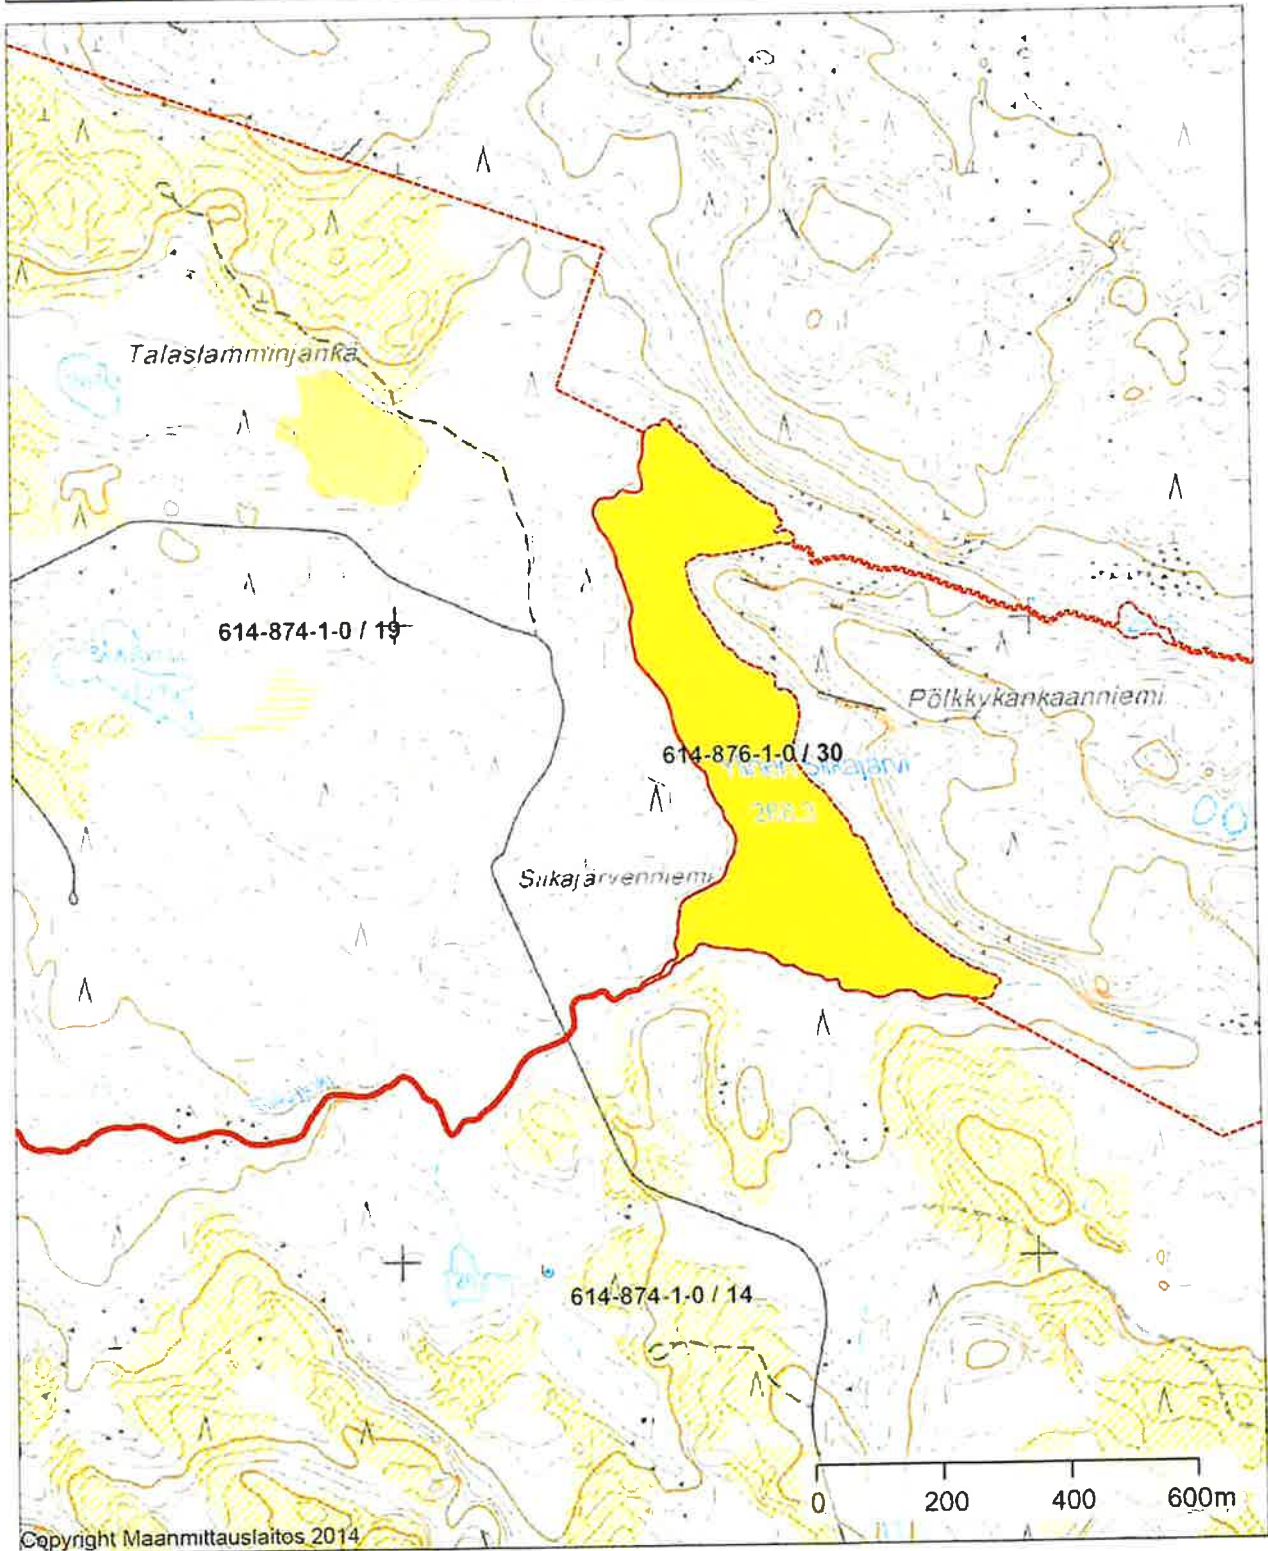 Talaslamminjänkä
614-874-1-0 / 19
Pölkkykankaanniemi
614-876-1-0 / 30
Siikajärvenniemi
614-874-1-0 / 14
0 200 400 600m
Copyright Maanmittauslaitos 2014